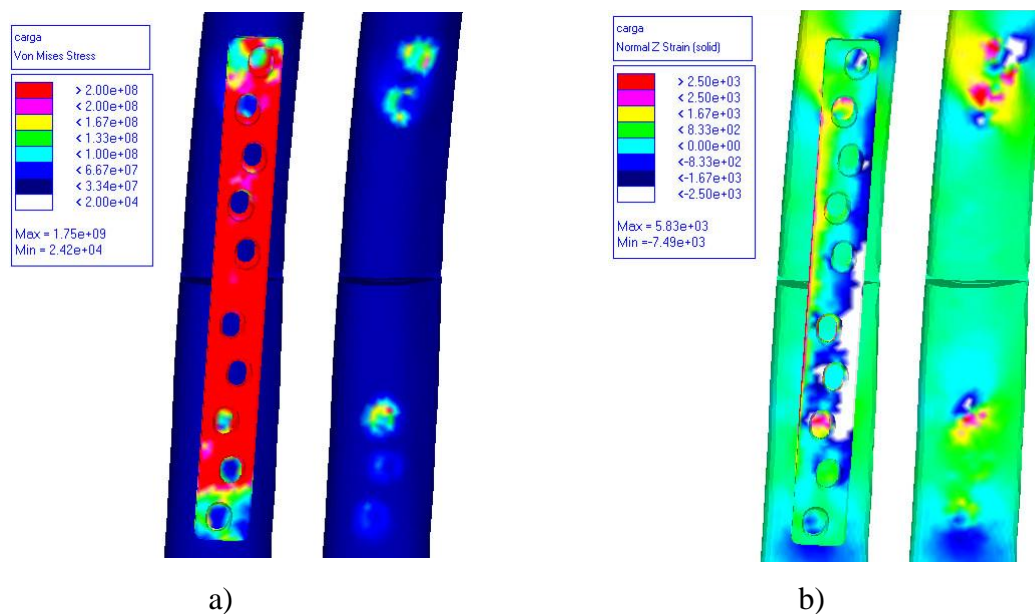 carga
Von Mises Stress
> 2.00e+08
< 2.00e+08
< 1.67e+08
< 1.33e+08
< 1.00e+08
< 6.67e+07
< 3.34e+07
< 2.00e+04
Max = 1.75e+09
Min = 2.42e+04
a)
carga
Normal Z Strain (solid)
> 2.50e+03
< 2.50e+03
< 1.67e+03
< 8.33e+02
< 0.00e+00
<-8.33e+02
<-1.67e+03
<-2.50e+03
Max = 5.83e+03
Min =-7.49e+03
b)